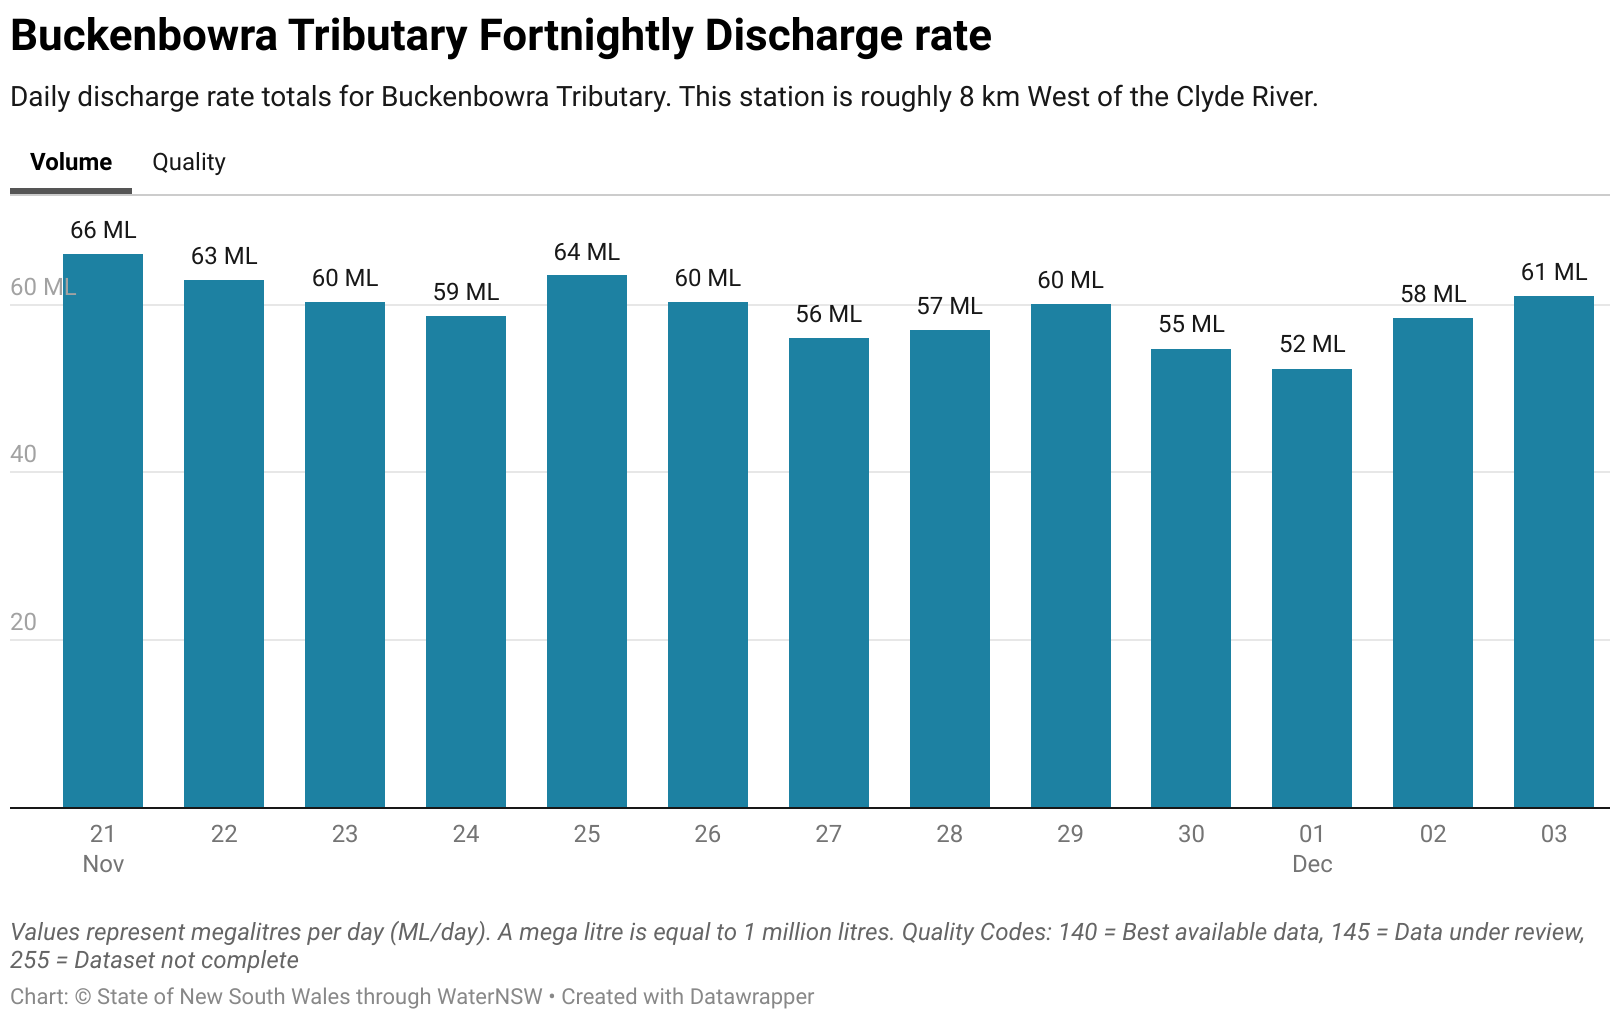 Buckenbowra Tributary Fortnightly Discharge rate
Daily discharge rate totals for Buckenbowra Tributary. This station is roughly 8 km West of the Clyde River.
Volume Quality
66 ML 63 ML 60 ML 59 ML 64 ML 60 ML 56 ML 57 ML 60 ML 55 ML 52 ML 58 ML 61 ML
60 ML
40
20
21 22 23 24 25 26 27 28 29 30 01 02 03
Nov Dec
Values represent megalitres per day (ML/day). A mega litre is equal to 1 million litres. Quality Codes: 140 = Best available data, 145 = Data under review,
255 = Dataset not complete
Chart: © State of New South Wales through WaterNSW • Created with Datawrapper